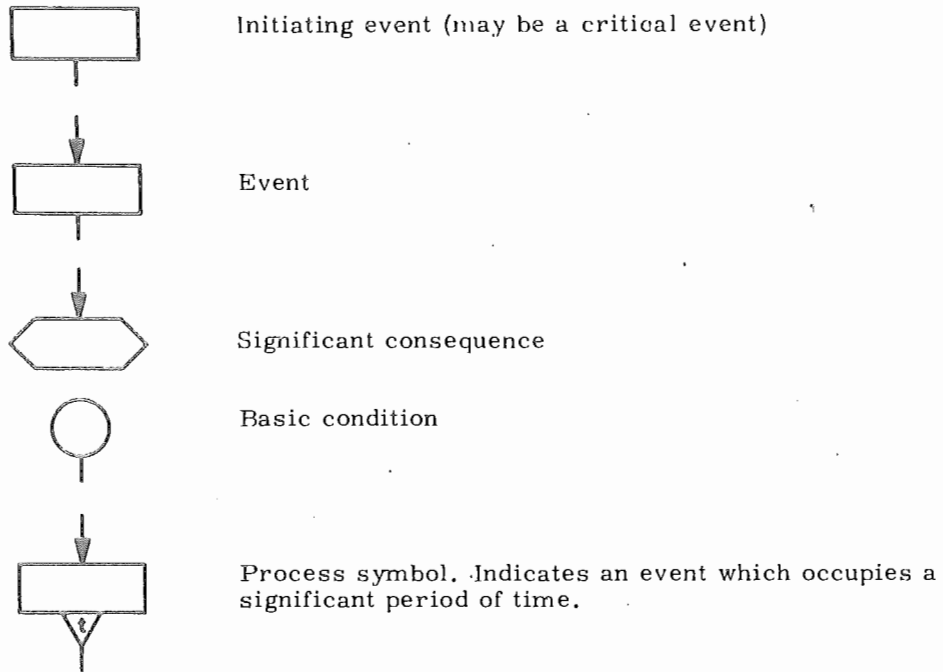 Initiating event (may be a critical event)
Event
Significant consequence
Basic condition
Process symbol. Indicates an event which occupies a
significant period of time.
t